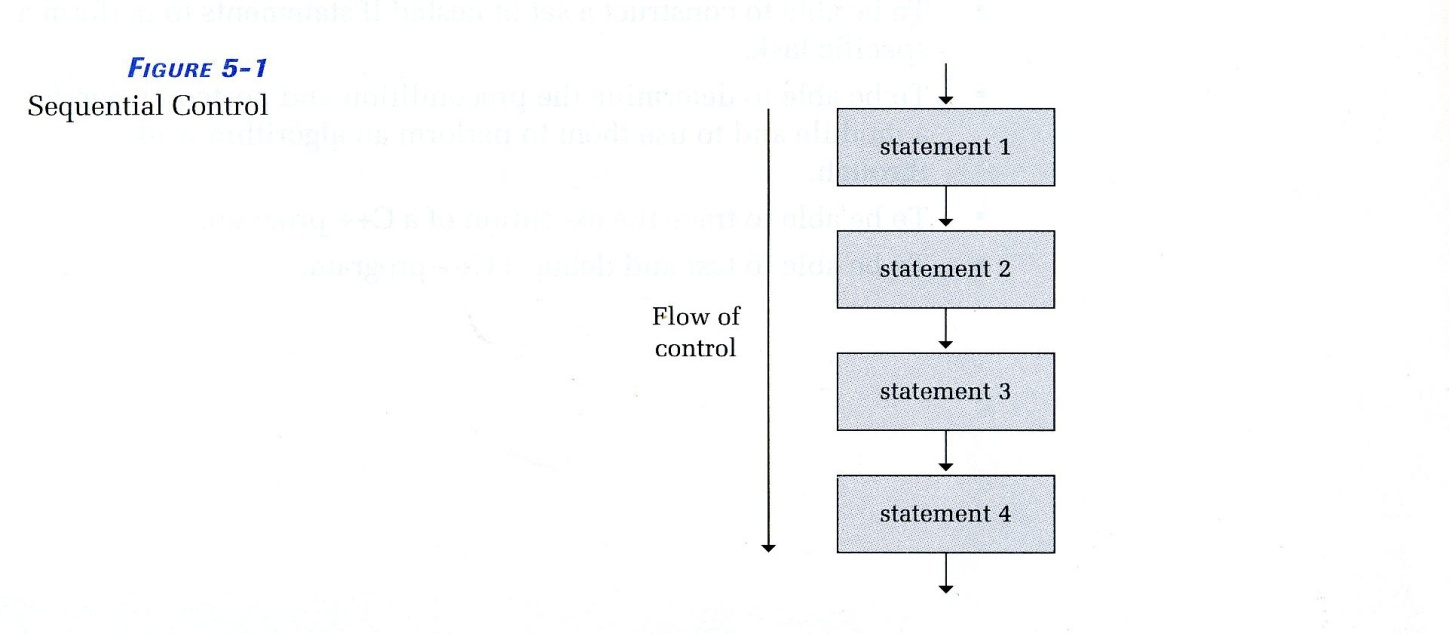 FIGURE 5-1
Sequential Control
statement 1
statement 2
Flow of
control
statement 3
statement 4